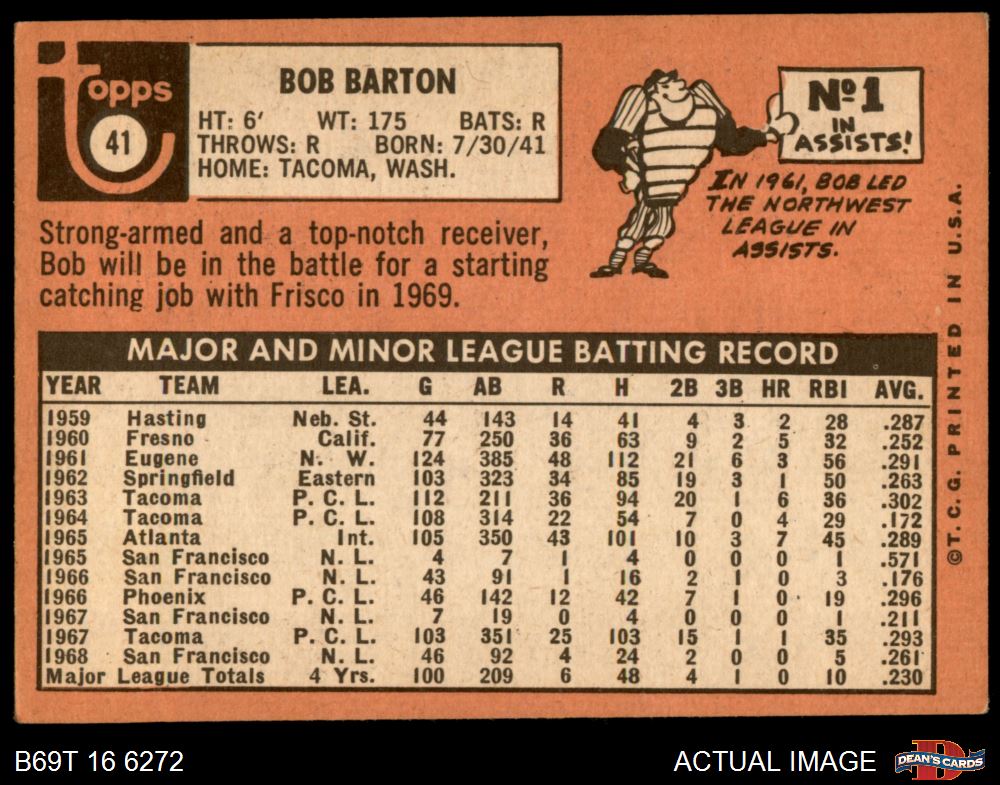 Topps
41
BOB BARTON
HT: 6' WT: 175 BATS: R
THROWS: R BORN: 7/30/41
HOME: TACOMA, WASH.
Nº1
IN
ASSISTS!
IN 1961, BOB LED
THE NORTHWEST
LEAGUE IN
ASSISTS.
Strong-armed and a top-notch receiver,
Bob will be in the battle for a starting
catching job with Frisco in 1969.
MAJOR AND MINOR LEAGUE BATTING RECORD
YEAR TEAM LEA. G AB R H 2B 3B HR RBI AVG.
1959 Hasting Neb. St. 44 143 14 41 4 3 2 28 .287
1960 Fresno Calif. 77 250 36 63 9 2 5 32 .252
1961 Eugene N. W. 124 385 48 112 21 6 3 56 .291
1962 Springfield Eastern 103 323 34 85 19 3 1 50 .263
1963 Tacoma P. C. L. 112 211 36 94 20 1 6 36 .302
1964 Tacoma P. C. L. 108 314 22 54 7 0 4 29 .172
1965 Atlanta Int. 105 350 43 101 10 3 7 45 .289
1965 San Francisco N. L. 4 7 1 4 0 0 0 1 .571
1966 San Francisco N. L. 43 91 1 16 2 1 0 3 .176
1966 Phoenix P. C. L. 46 142 12 42 7 1 0 19 .296
1967 San Francisco N. L. 7 19 0 4 0 0 0 1 .211
1967 Tacoma P. C. L. 103 351 25 103 15 1 1 35 .293
1968 San Francisco N. L. 46 92 4 24 2 0 0 5 .261
Major League Totals 4 Yrs. 100 209 6 48 4 1 0 10 .230
©T. C. G. PRINTED IN U.S.A.
B69T 16 6272
ACTUAL IMAGE
DEAN'S CARDS